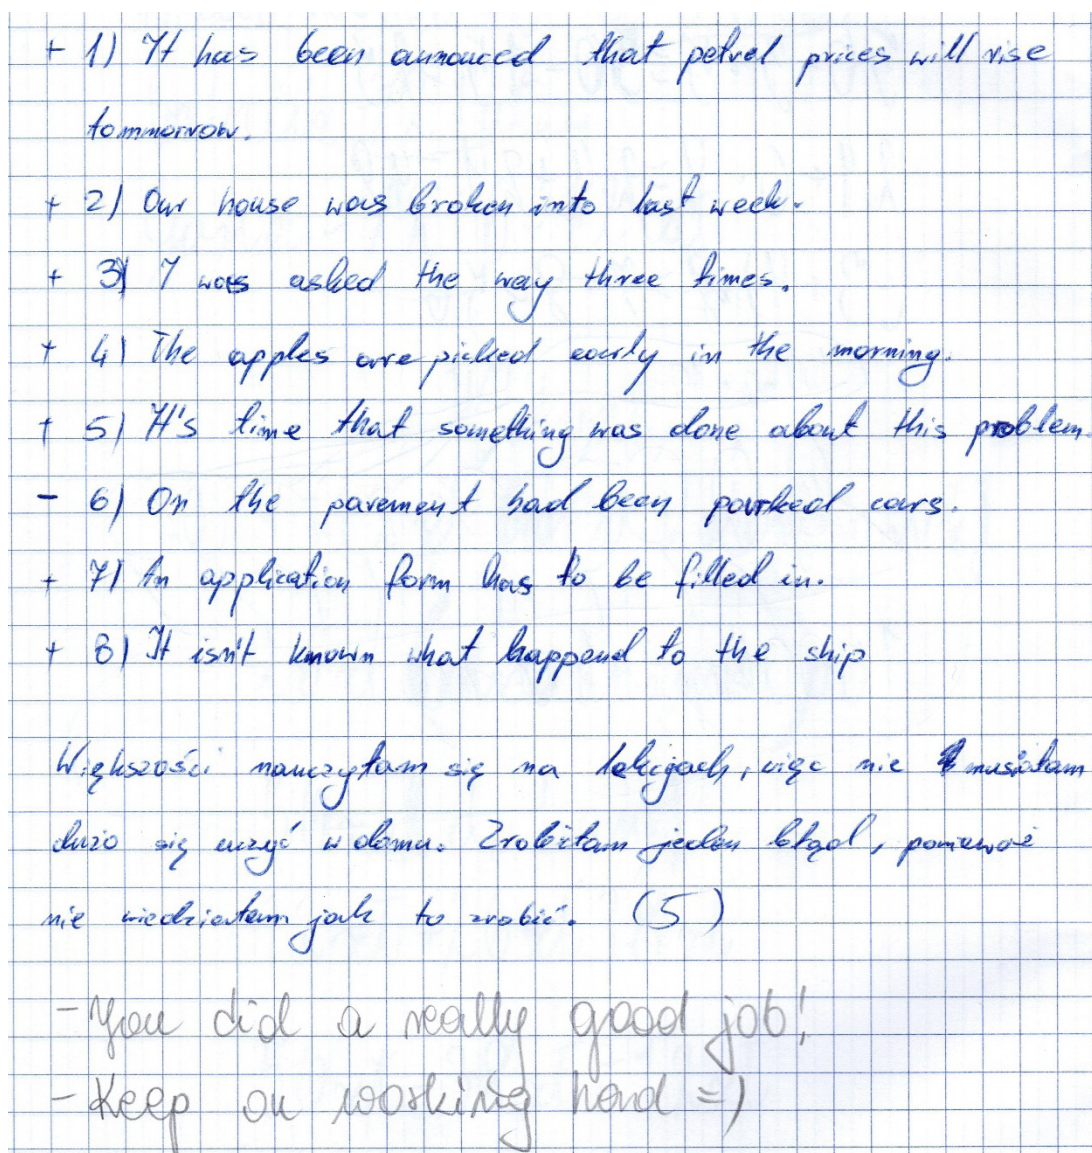 + 1) It has been announced that petrol prices will rise
tommorrow.
+ 2) Our house was broken into last week.
+ 3) I was asked the way three times.
+ 4) The apples are picked early in the morning.
+ 5) It's time that something was done about this problem.
- 6) On the pavement had been parked cars.
+ 7) An application form has to be filled in.
+ 8) It isn't known what happend to the ship
Większości nauczyłam się na lekcjach, więc nie musiałam
dużo się uczyć w domu. Zrobiłam jeden błąd, ponieważ
nie wiedziałam jak to zrobić. (5)
- You did a really good job!
- Keep on working hard =)